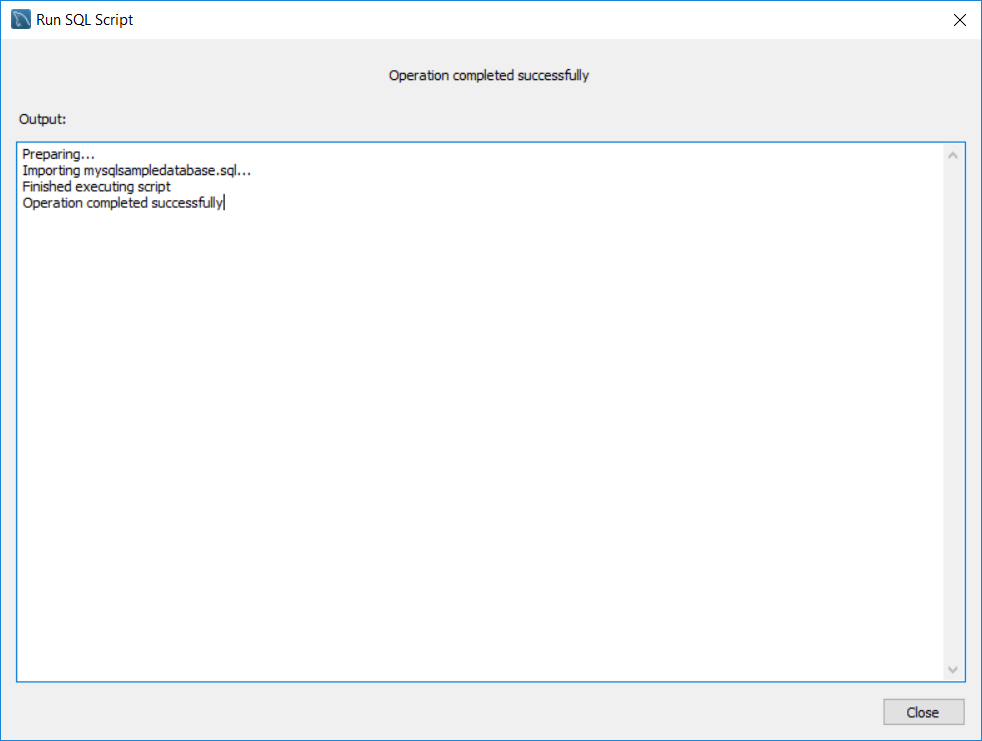 Run SQL Script
Operation completed successfully
Output:
Preparing...
Importing mysqlsampledatabase.sql...
Finished executing script
Operation completed successfully
Close